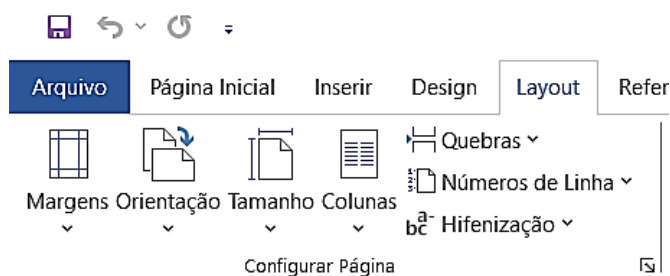 Arquivo Página Inicial Inserir Design Layout Refer
Margens Orientação Tamanho Colunas
Quebras
Números de Linha
Hifenização
Configurar Página